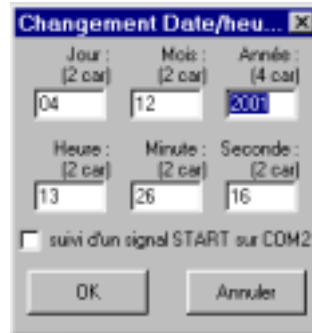 Changement Date/heu...
Jour : Mois : Année :
(2 car) (2 car) (4 car)
04 12 2001
Heure : Minute : Seconde :
(2 car) (2 car) (2 car)
13 26 16
suivi d'un signal START sur COM2
OK Annuler